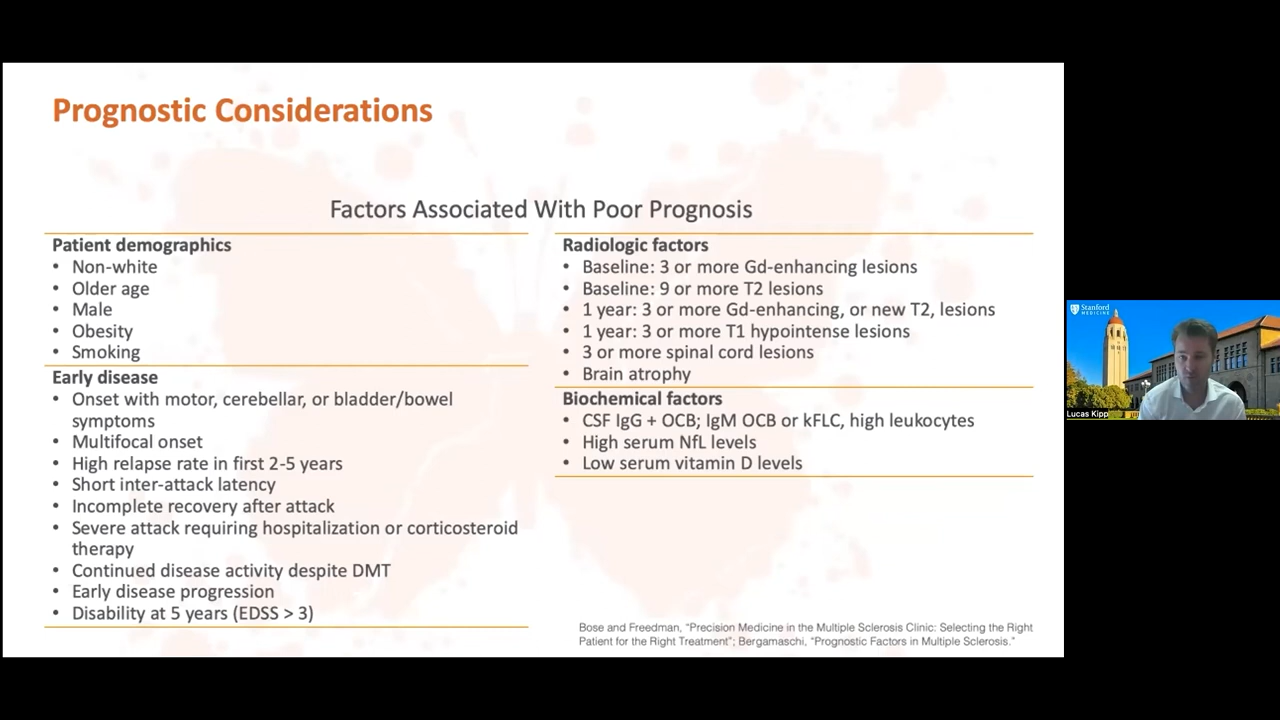 Prognostic Considerations
Factors Associated With Poor Prognosis
Patient demographics
• Non-white
• Older age
• Male
• Obesity
• Smoking
Early disease
• Onset with motor, cerebellar, or bladder/bowel
symptoms
• Multifocal onset
• High relapse rate in first 2-5 years
• Short inter-attack latency
• Incomplete recovery after attack
• Severe attack requiring hospitalization or corticosteroid
therapy
• Continued disease activity despite DMT
• Early disease progression
• Disability at 5 years (EDSS > 3)
Radiologic factors
• Baseline: 3 or more Gd-enhancing lesions
• Baseline: 9 or more T2 lesions
• 1 year: 3 or more Gd-enhancing, or new T2, lesions
• 1 year: 3 or more T1 hypointense lesions
• 3 or more spinal cord lesions
• Brain atrophy
Biochemical factors
• CSF IgG + OCB; IgM OCB or kFLC, high leukocytes
• High serum NfL levels
• Low serum vitamin D levels
Bose and Freedman, “Precision Medicine in the Multiple Sclerosis Clinic: Selecting the Right
Patient for the Right Treatment”; Bergamaschi, “Prognostic Factors in Multiple Sclerosis.”
Stanford
MEDICINE
Lucas Kipp